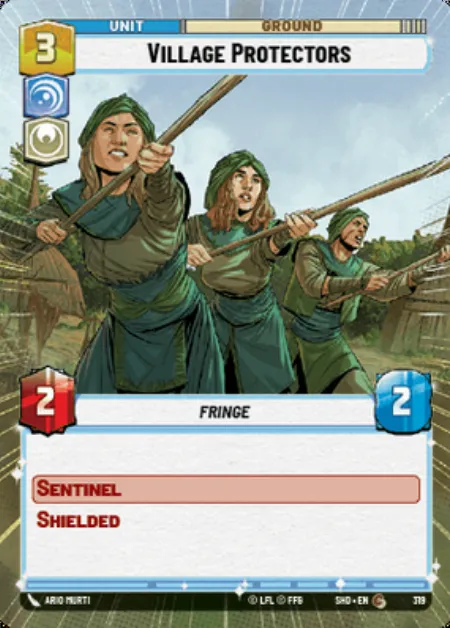 UNIT GROUND
3 VILLAGE PROTECTORS
2 FRINGE 2
SENTINEL
SHIELDED
ARIO MURTI © LFL © FFG SHD • EN 319